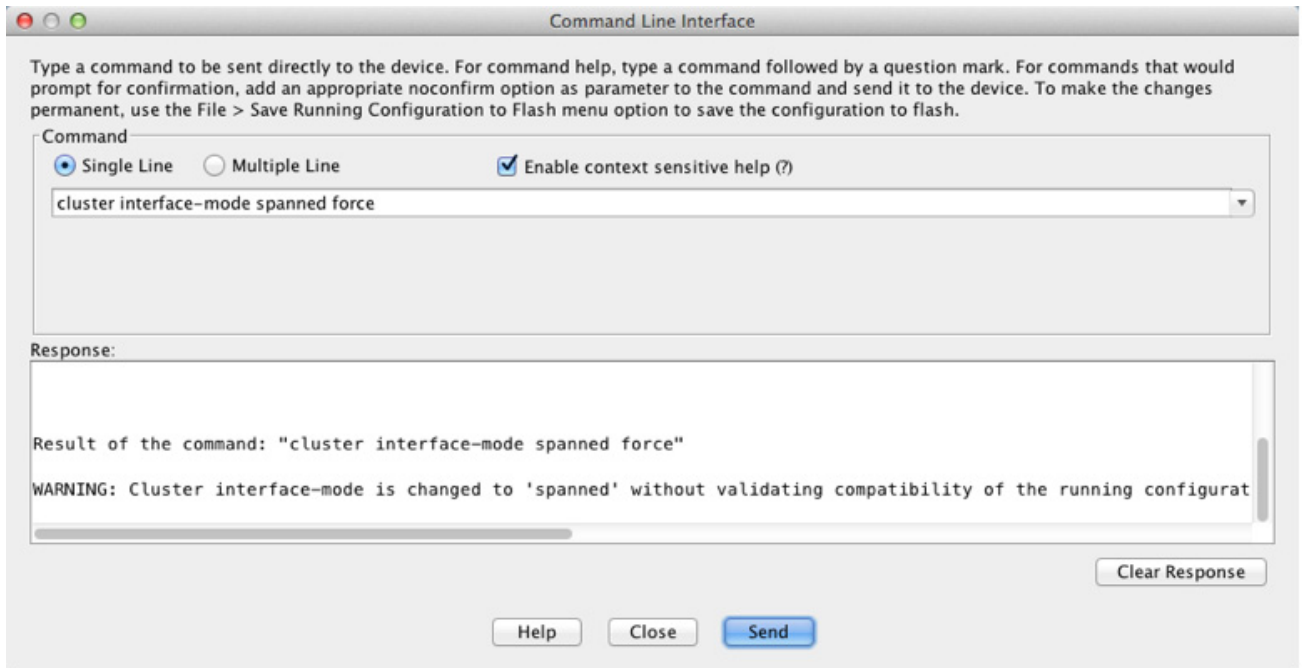 Command Line Interface
Type a command to be sent directly to the device. For command help, type a command followed by a question mark. For commands that would
prompt for confirmation, add an appropriate noconfirm option as parameter to the command and send it to the device. To make the changes
permanent, use the File > Save Running Configuration to Flash menu option to save the configuration to flash.
Command
Single Line Multiple Line Enable context sensitive help (?)
cluster interface-mode spanned force
Response:
Result of the command: "cluster interface-mode spanned force"
WARNING: Cluster interface-mode is changed to 'spanned' without validating compatibility of the running configurat
Clear Response
Help Close Send